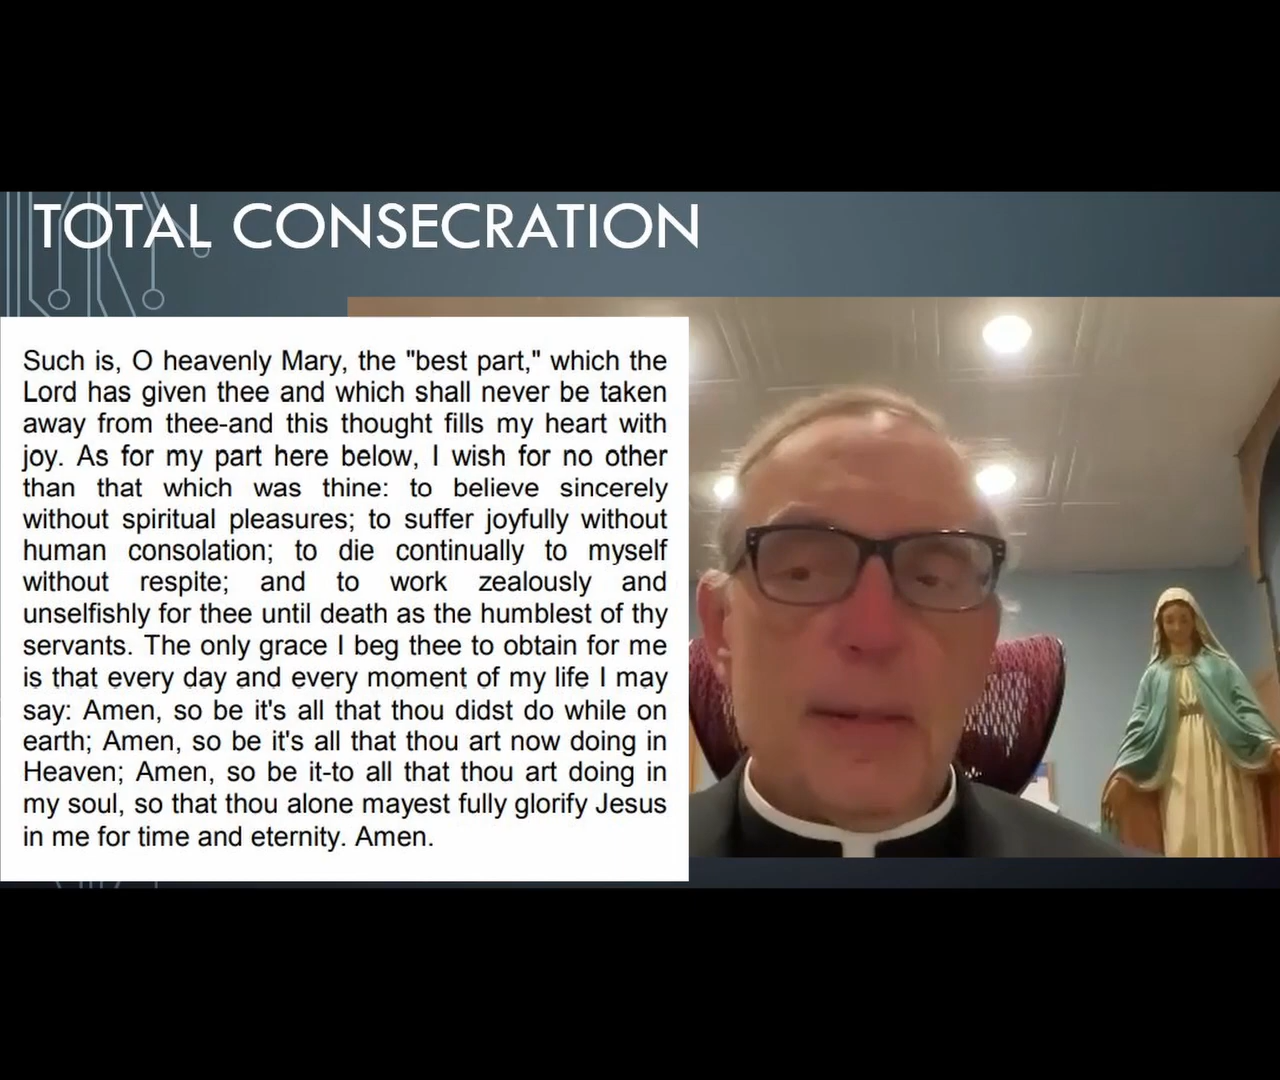 TOTAL CONSECRATION
Such is, O heavenly Mary, the "best part," which the
Lord has given thee and which shall never be taken
away from thee-and this thought fills my heart with
joy. As for my part here below, I wish for no other
than that which was thine: to believe sincerely
without spiritual pleasures; to suffer joyfully without
human consolation; to die continually to myself
without respite; and to work zealously and
unselfishly for thee until death as the humblest of thy
servants. The only grace I beg thee to obtain for me
is that every day and every moment of my life I may
say: Amen, so be it's all that thou didst do while on
earth; Amen, so be it's all that thou art now doing in
Heaven; Amen, so be it-to all that thou art doing in
my soul, so that thou alone mayest fully glorify Jesus
in me for time and eternity. Amen.